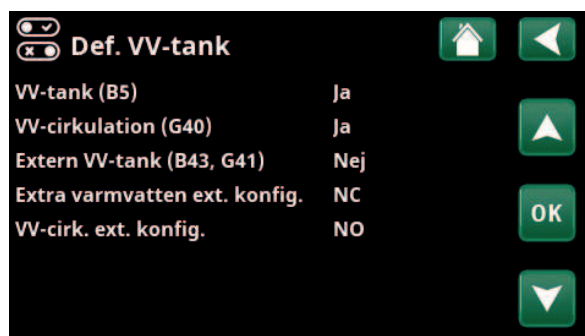 Def. VV-tank
VV-tank (B5) Ja
VV-cirkulation (G40) Ja
Extern VV-tank (B43, G41) Nej
Extra varmvatten ext. konfig. NC
OK
VV-cirk. ext. konfig. NO